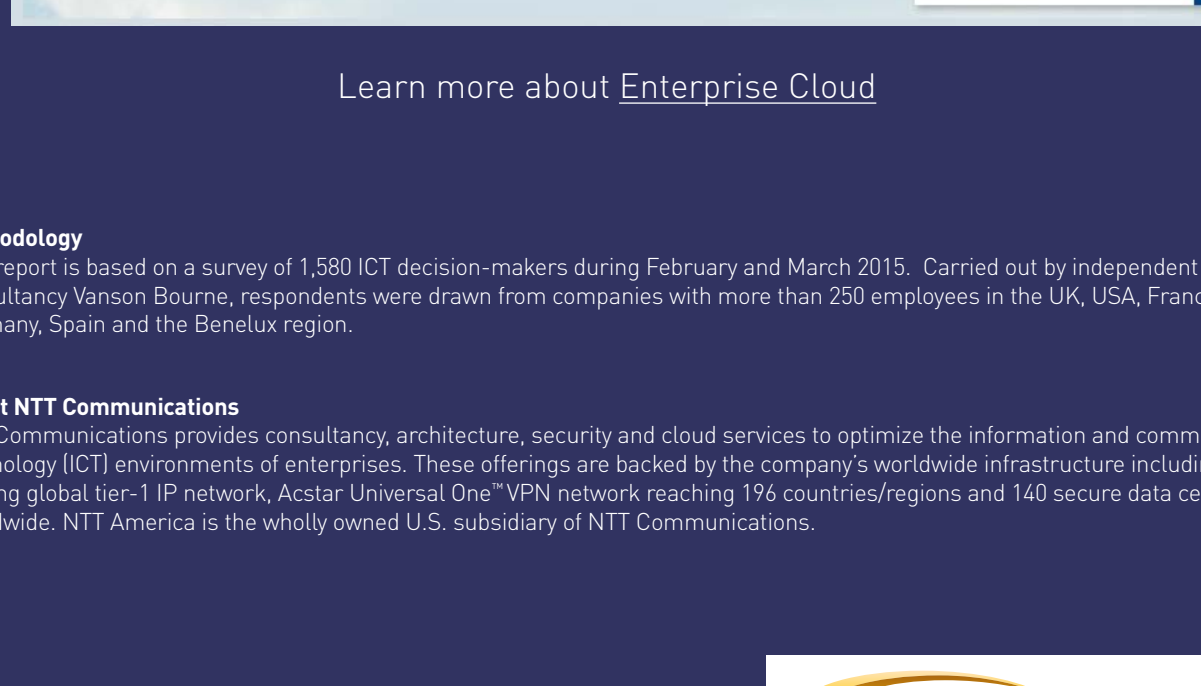 Learn more about Enterprise Cloud
odology
report is based on a survey of 1,580 ICT decision-makers during February and March 2015.  Carried out by independent
ultancy Vanson Bourne, respondents were drawn from companies with more than 250 employees in the UK, USA, Franc
any, Spain and the Benelux region.
t NTT Communications
Communications provides consultancy, architecture, security and cloud services to optimize the information and comm
nology (ICT) environments of enterprises. These offerings are backed by the company’s worldwide infrastructure includi
ng global tier-1 IP network, Acstar Universal One™ VPN network reaching 196 countries/regions and 140 secure data ce
dwide. NTT America is the wholly owned U.S. subsidiary of NTT Communications.